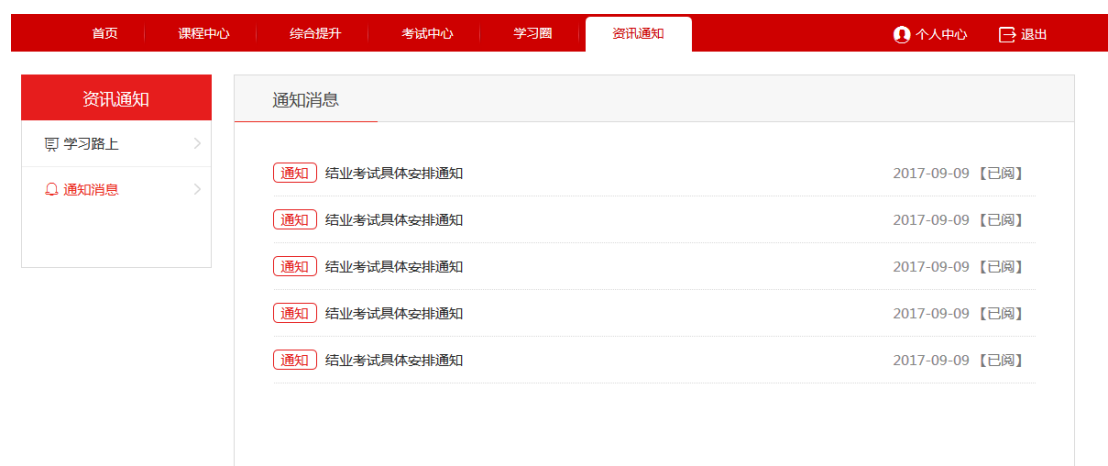 首页 课程中心 综合提升 考试中心 学习圈 资讯通知 个人中心 退出
资讯通知
学习路上
通知消息
通知消息
通知 结业考试具体安排通知 2017-09-09【已阅】
通知 结业考试具体安排通知 2017-09-09【已阅】
通知 结业考试具体安排通知 2017-09-09【已阅】
通知 结业考试具体安排通知 2017-09-09【已阅】
通知 结业考试具体安排通知 2017-09-09【已阅】